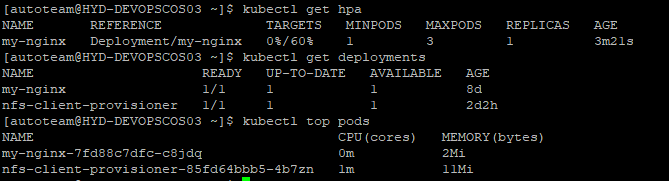 [autoteam@HYD-DEVOPSCOS03 ~]$ kubectl get hpa
NAME REFERENCE TARGETS MINPODS MAXPODS REPLICAS AGE
my-nginx Deployment/my-nginx 0%/60% 1 3 1 3m21s
[autoteam@HYD-DEVOPSCOS03 ~]$ kubectl get deployments
NAME READY UP-TO-DATE AVAILABLE AGE
my-nginx 1/1 1 1 8d
nfs-client-provisioner 1/1 1 1 2d2h
[autoteam@HYD-DEVOPSCOS03 ~]$ kubectl top pods
NAME CPU(cores) MEMORY(bytes)
my-nginx-7fd88c7dfc-c8jdq 0m 2Mi
nfs-client-provisioner-85fd64bbb5-4b7zn 1m 11Mi